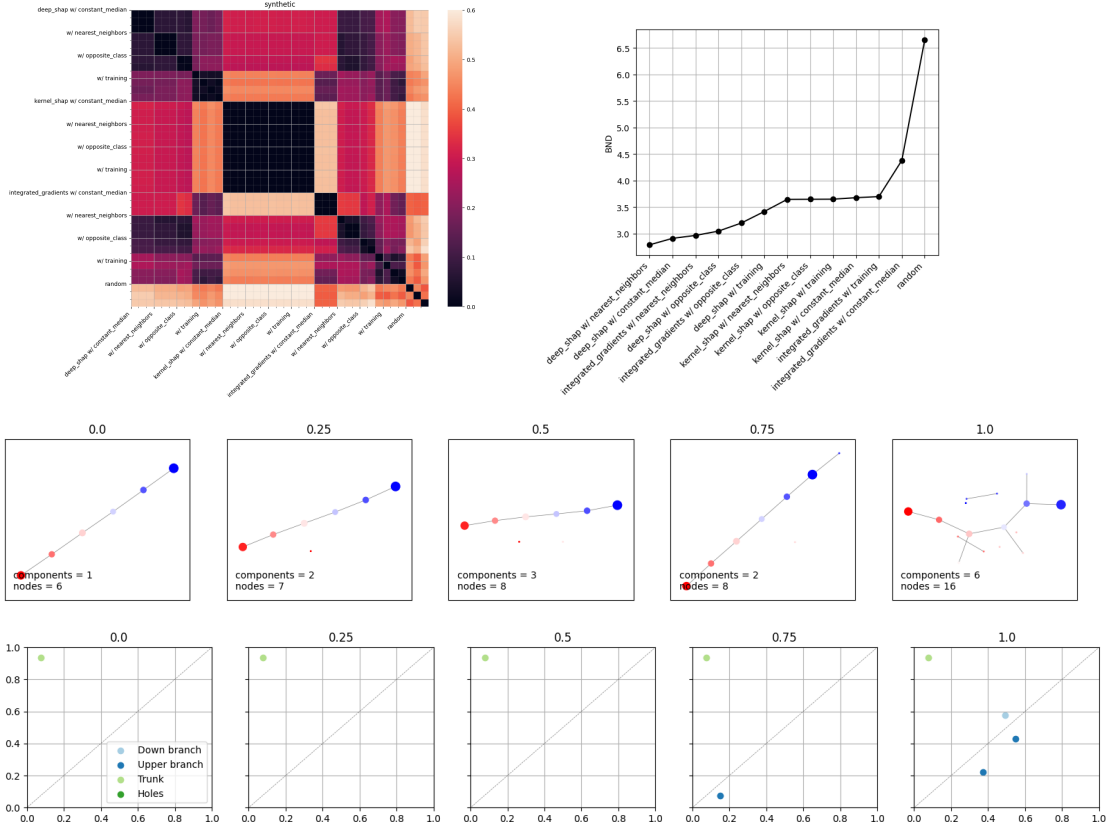 synthetic
deep_shap w/ constant_median
w/ nearest_neighbors
w/ opposite_class
w/ training
kernel_shap w/ constant_median
w/ nearest_neighbors
w/ opposite_class
w/ training
integrated_gradients w/ constant_median
w/ nearest_neighbors
w/ opposite_class
w/ training
random
deep_shap w/ constant_median
w/ nearest_neighbors
w/ opposite_class
w/ training
kernel_shap w/ constant_median
w/ nearest_neighbors
w/ opposite_class
w/ training
integrated_gradients w/ constant_median
w/ nearest_neighbors
w/ opposite_class
w/ training
random
0.6
0.5
0.4
0.3
0.2
0.1
0.0
BND
6.5
6.0
5.5
5.0
4.5
4.0
3.5
3.0
deep_shap w/ nearest_neighbors
deep_shap w/ constant_median
integrated_gradients w/ nearest_neighbors
deep_shap w/ opposite_class
integrated_gradients w/ opposite_class
deep_shap w/ training
kernel_shap w/ nearest_neighbors
kernel_shap w/ opposite_class
kernel_shap w/ training
kernel_shap w/ constant_median
integrated_gradients w/ training
integrated_gradients w/ constant_median
random
0.0 0.25 0.5 0.75 1.0
components = 1
nodes = 6
components = 2
nodes = 7
components = 3
nodes = 8
components = 2
nodes = 8
components = 6
nodes = 16
0.0 0.25 0.5 0.75 1.0
1.0
0.8
0.6
0.4
0.2
0.0
Down branch
Upper branch
Trunk
Holes
0.0 0.2 0.4 0.6 0.8 1.0
0.0 0.2 0.4 0.6 0.8 1.0
0.0 0.2 0.4 0.6 0.8 1.0
0.0 0.2 0.4 0.6 0.8 1.0
0.0 0.2 0.4 0.6 0.8 1.0